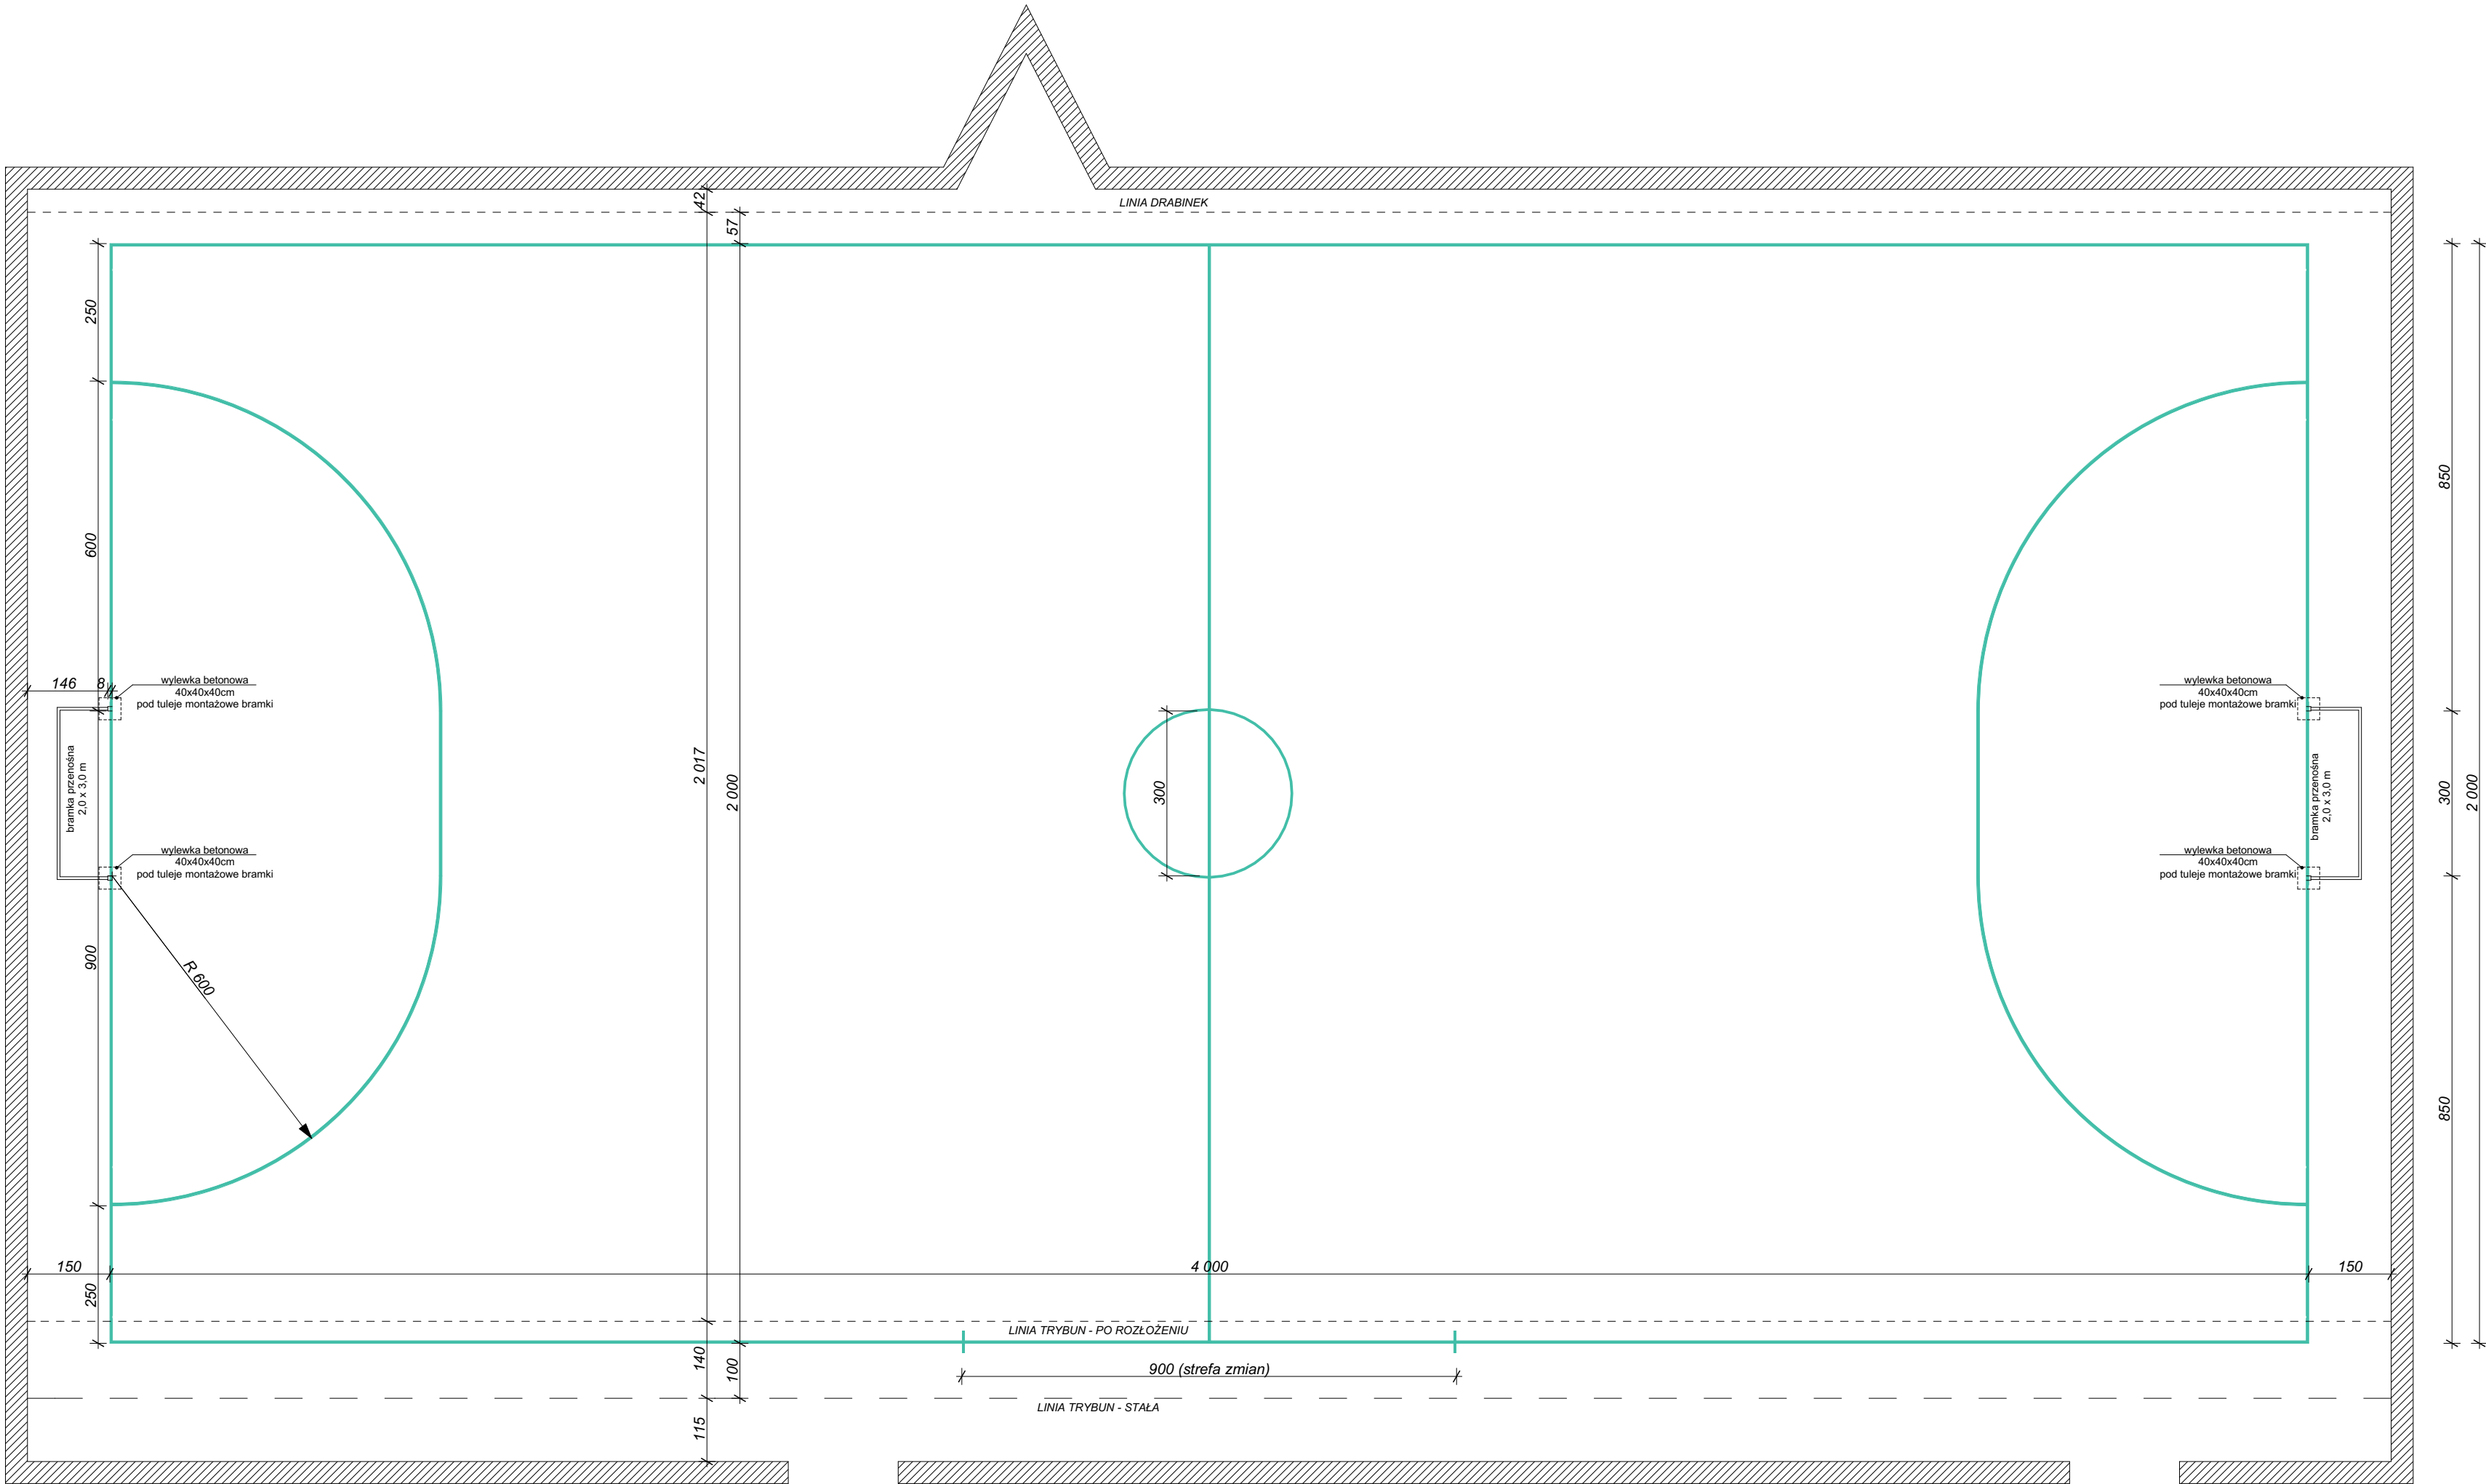 42
LINIA DRABINEK
57
250
850
600
146
8
wylewka betonowa
40x40x40cm
pod tuleje montażowe bramki
wylewka betonowa
40x40x40cm
pod tuleje montażowe bramki
bramka przenośna
2,0 x 3,0 m
2 017
2 000
300
bramka przenośna
2,0 x 3,0 m
300
2 000
wylewka betonowa
40x40x40cm
pod tuleje montażowe bramki
wylewka betonowa
40x40x40cm
pod tuleje montażowe bramki
900
R 600
850
150
4 000
150
250
LINIA TRYBUN - PO ROZŁOŻENIU
140
100
900 (strefa zmian)
LINIA TRYBUN - STAŁA
115